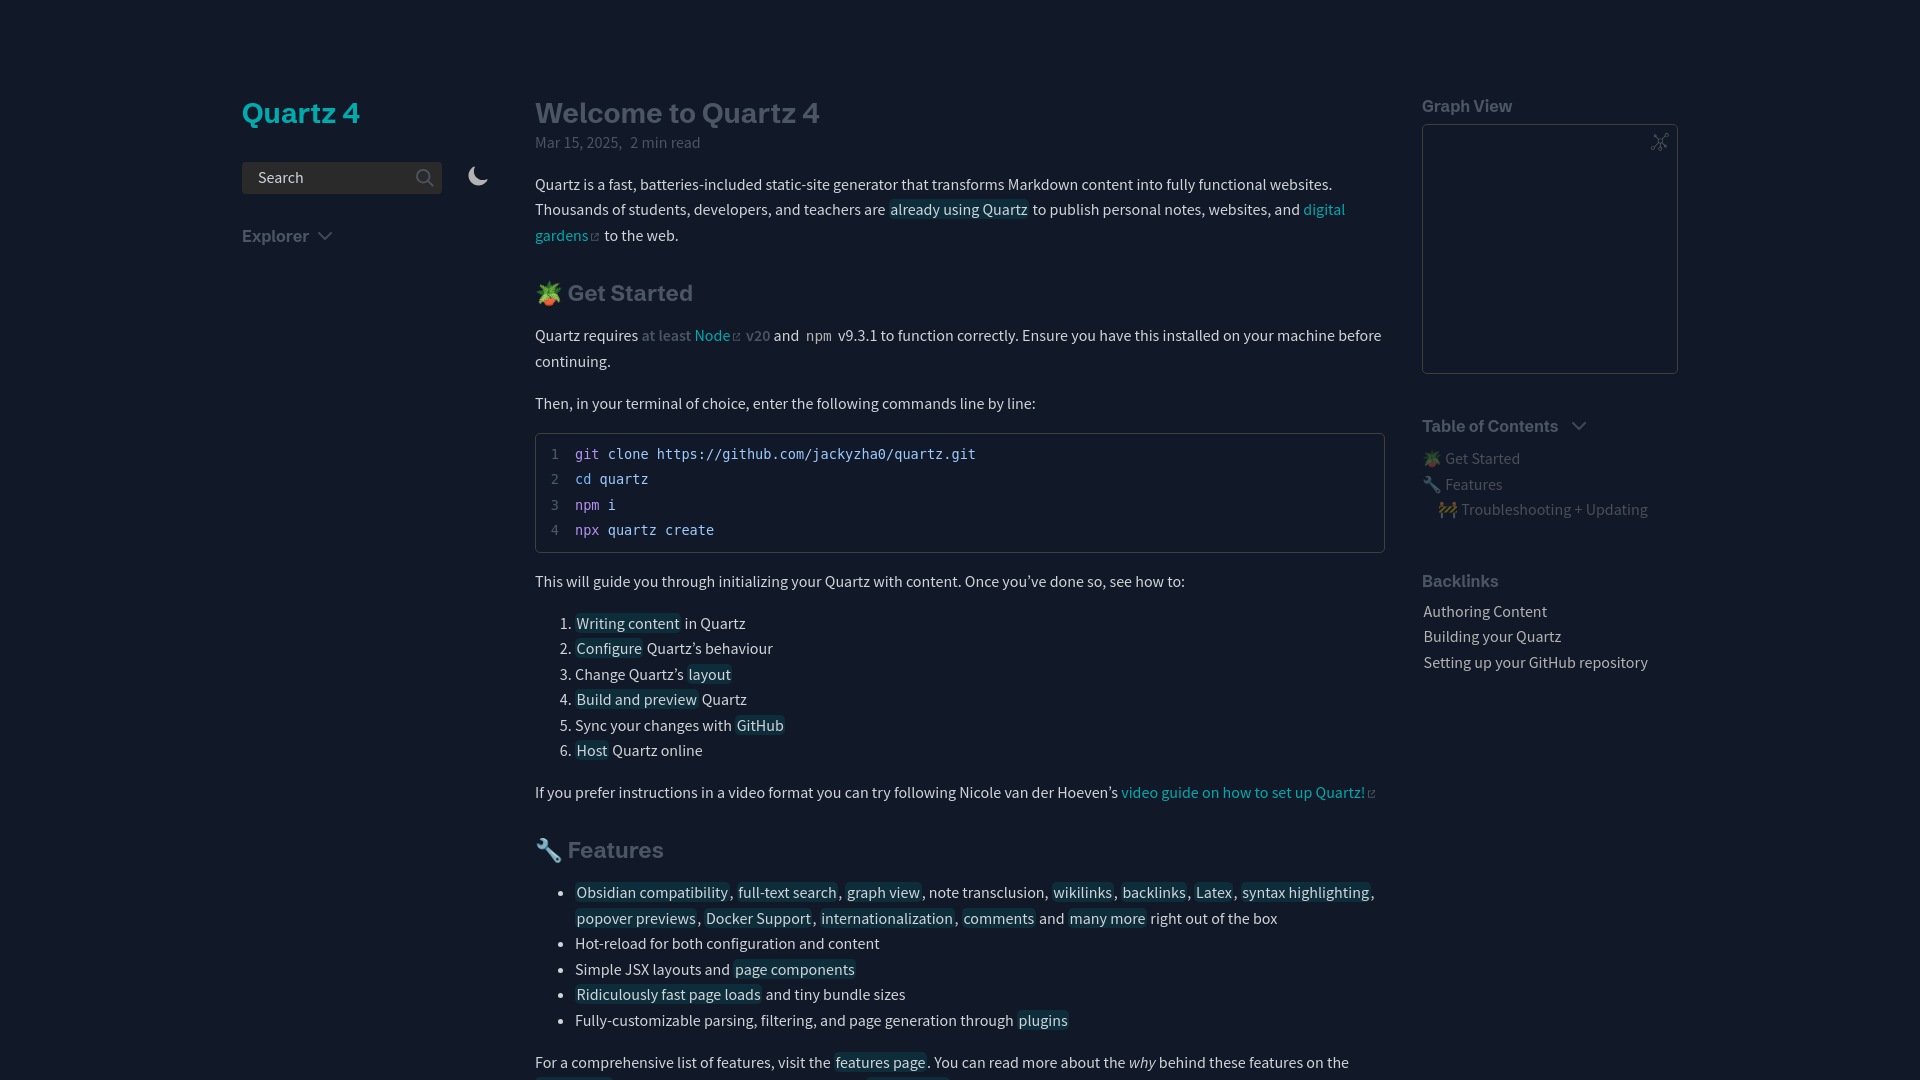 Quartz 4
Search
Explorer
Welcome to Quartz 4
Mar 15, 2025, 2 min read
Quartz is a fast, batteries-included static-site generator that transforms Markdown content into fully functional websites.
Thousands of students, developers, and teachers are already using Quartz to publish personal notes, websites, and digital
gardens to the web.
🪴 Get Started
Quartz requires at least Node v20 and npm v9.3.1 to function correctly. Ensure you have this installed on your machine before
continuing.
Then, in your terminal of choice, enter the following commands line by line:
1 git clone https://github.com/jackyzha0/quartz.git
2 cd quartz
3 npm i
4 npx quartz create
This will guide you through initializing your Quartz with content. Once you’ve done so, see how to:
1. Writing content in Quartz
2. Configure Quartz’s behaviour
3. Change Quartz’s layout
4. Build and preview Quartz
5. Sync your changes with GitHub
6. Host Quartz online
If you prefer instructions in a video format you can try following Nicole van der Hoeven’s video guide on how to set up Quartz!
🔧 Features
• Obsidian compatibility, full-text search, graph view, note transclusion, wikilinks, backlinks, Latex, syntax highlighting,
popover previews, Docker Support, internationalization, comments and many more right out of the box
• Hot-reload for both configuration and content
• Simple JSX layouts and page components
• Ridiculously fast page loads and tiny bundle sizes
• Fully-customizable parsing, filtering, and page generation through plugins
For a comprehensive list of features, visit the features page. You can read more about the why behind these features on the
Graph View
Table of Contents
🪴 Get Started
🔧 Features
🚧 Troubleshooting + Updating
Backlinks
Authoring Content
Building your Quartz
Setting up your GitHub repository